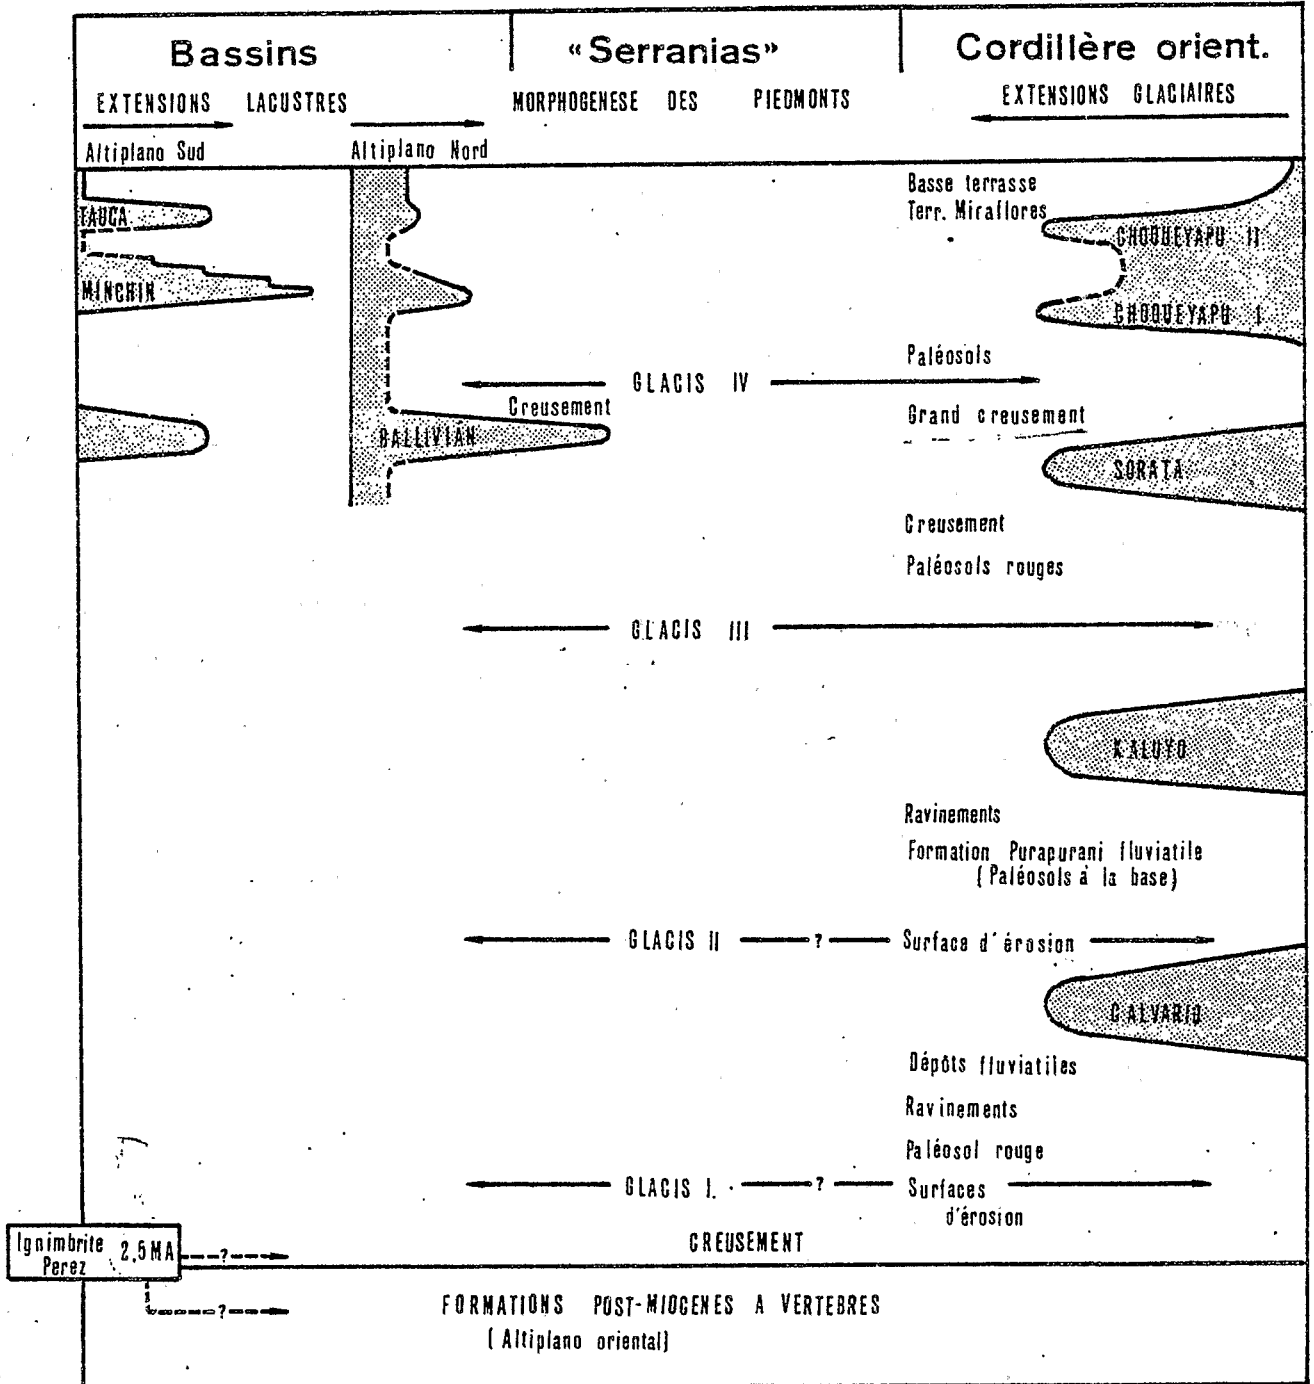 Bassins
«Serranias»
Cordillère orient.
EXTENSIONS LACUSTRES
MORPHOGENESE DES PIEDMONTS
EXTENSIONS GLACIAIRES
Altiplano Sud
Altiplano Nord
Basse terrasse
Terr. Miraflores
TAUCA
CHOQUEYAPU II
MINCHIN
CHOQUEYAPU I
Paléosols
GLACIS IV
Creusement
Grand creusement
BALLIVIAN
SORATA
Creusement
Paléosols rouges
GLACIS III
KALUYO
Ravinements
Formation Purapurani fluviatile
(Paléosols à la base)
GLACIS II ? Surface d'érosion
CALVARIO
Dépôts fluviatiles
Ravinements
Paléosol rouge
GLACIS I. ? Surfaces
d'érosion
Ignimbrite 2,5MA
Perez
?
CREUSEMENT
?
FORMATIONS POST-MIOGENES A VERTEBRES
(Altiplano oriental)